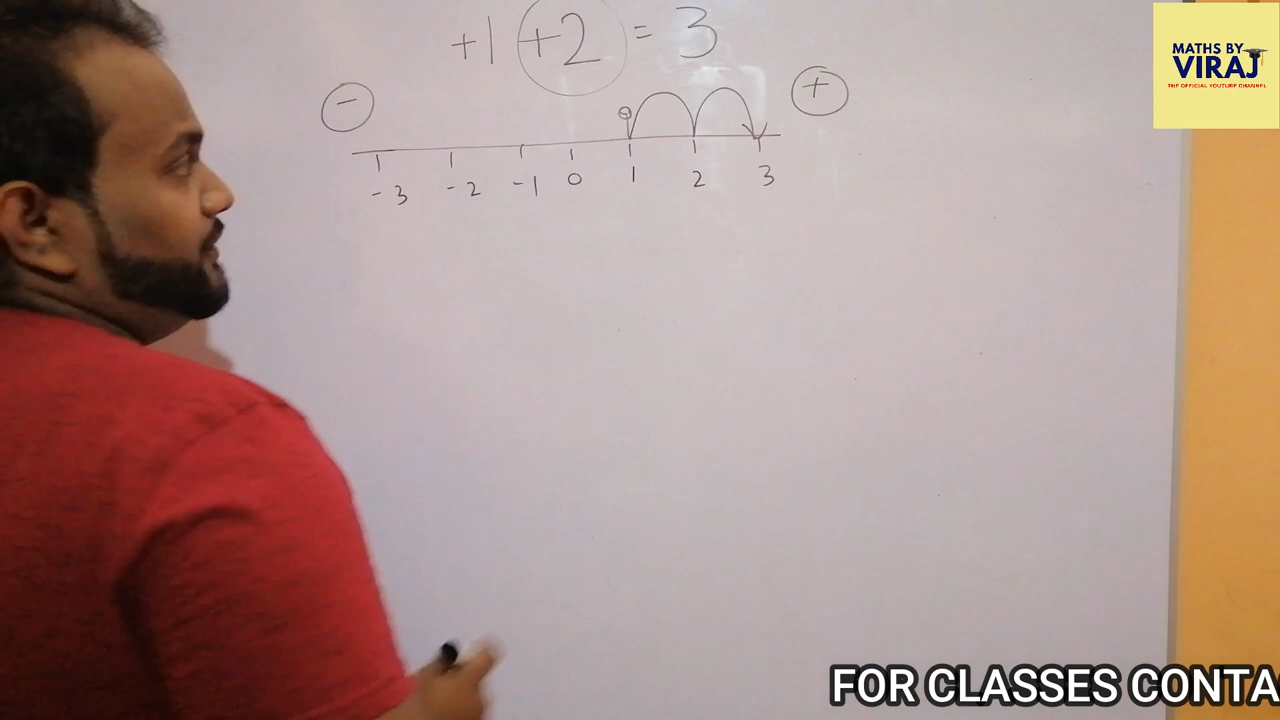 +1 +2 = 3
- +
-3 -2 -1 0 1 2 3
MATHS BY
VIRAJ
THE OFFICIAL YOUTUBE CHANNEL
FOR CLASSES CONTA